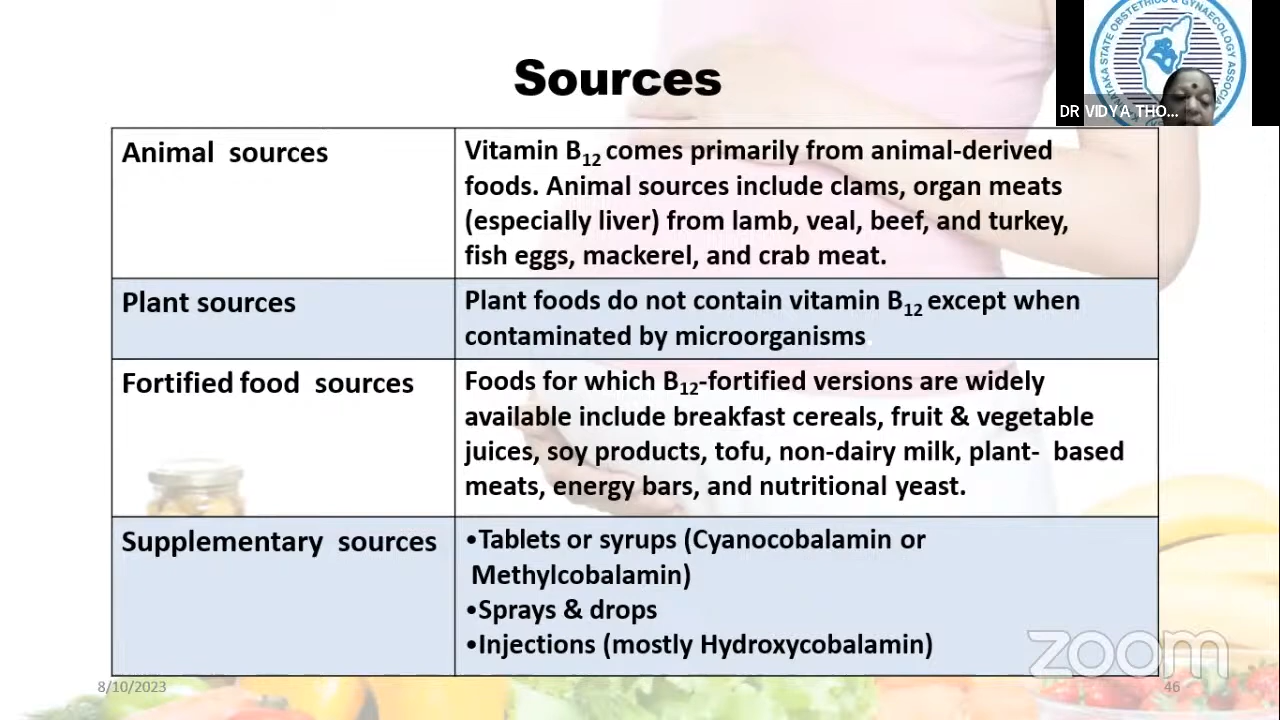 Sources
Animal sources
Vitamin B12 comes primarily from animal-derived
foods. Animal sources include clams, organ meats
(especially liver) from lamb, veal, beef, and turkey,
fish eggs, mackerel, and crab meat.
Plant sources
Plant foods do not contain vitamin B12 except when
contaminated by microorganisms.
Fortified food sources
Foods for which B12-fortified versions are widely
available include breakfast cereals, fruit & vegetable
juices, soy products, tofu, non-dairy milk, plant- based
meats, energy bars, and nutritional yeast.
Supplementary sources
•Tablets or syrups (Cyanocobalamin or
Methylcobalamin)
•Sprays & drops
•Injections (mostly Hydroxycobalamin)
8/10/2023
46
zoom
DR VIDYA THO...
STATE OBSTETRICS & GYNAECOLOGY